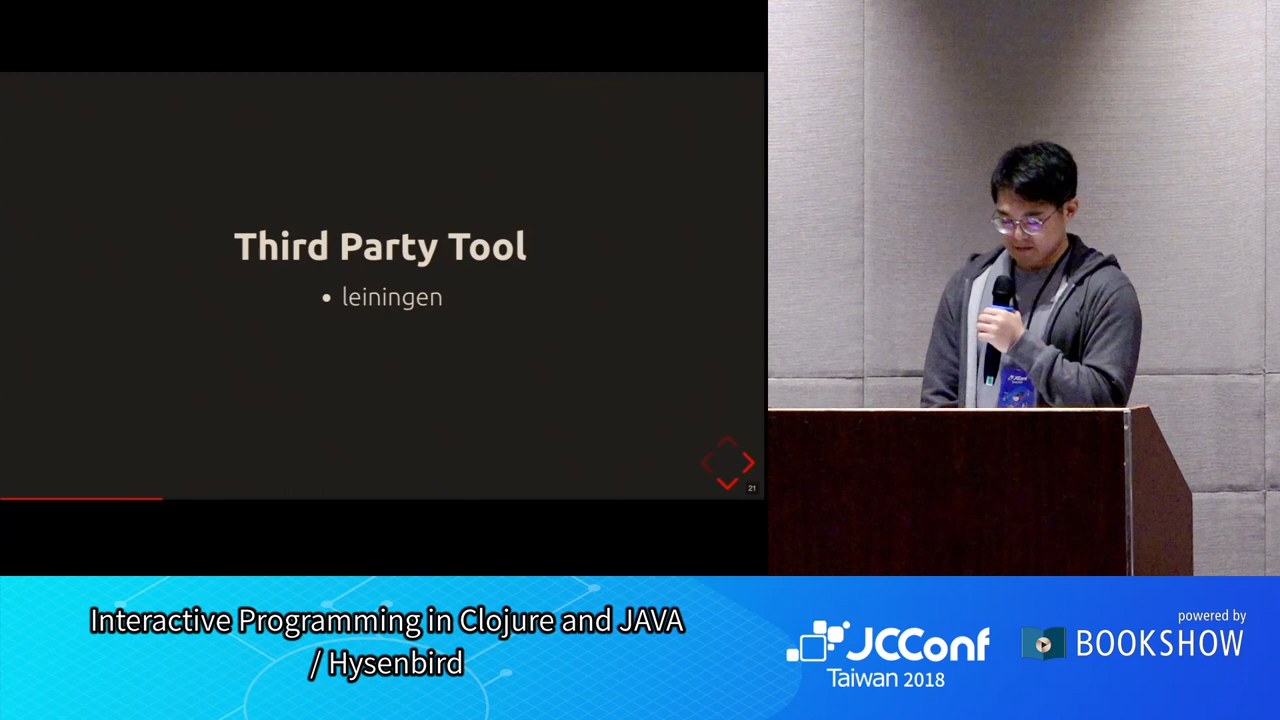 Third Party Tool
• leiningen
21
Interactive Programming in Clojure and JAVA
/ Hysenbird
JCConf
Taiwan 2018
powered by
BOOKSHOW